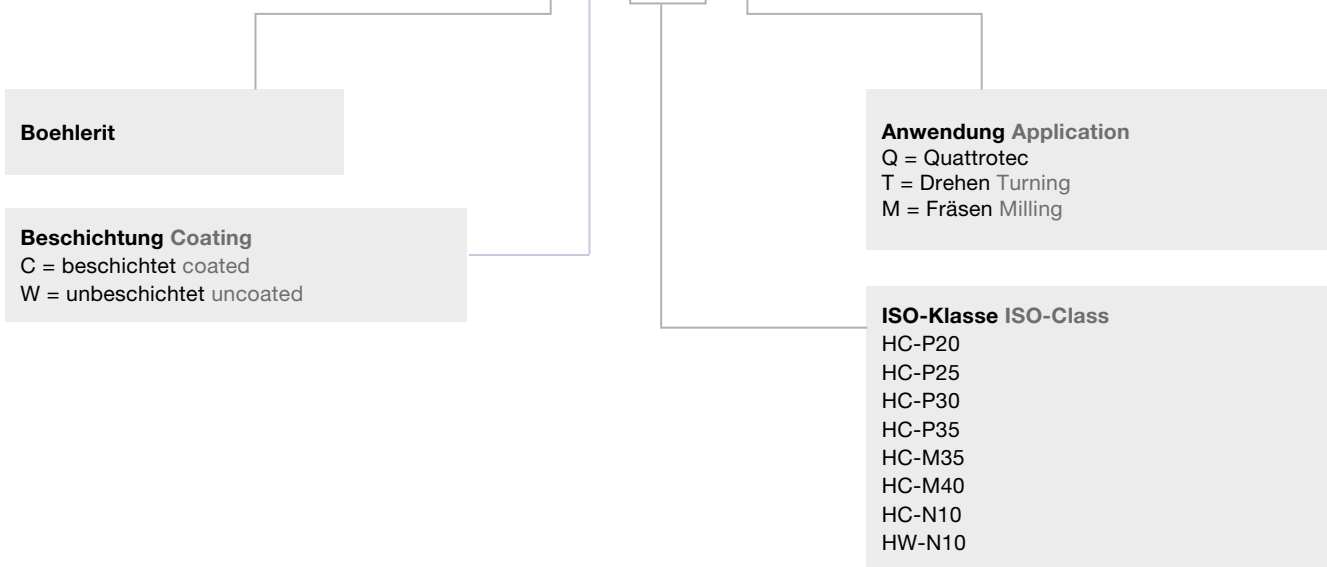 Boehlerit
Beschichtung Coating
C = beschichtet coated
W = unbeschichtet uncoated
Anwendung Application
Q = Quattrotec
T = Drehen Turning
M = Fräsen Milling
ISO-Klasse ISO-Class
HC-P20
HC-P25
HC-P30
HC-P35
HC-M35
HC-M40
HC-N10
HW-N10